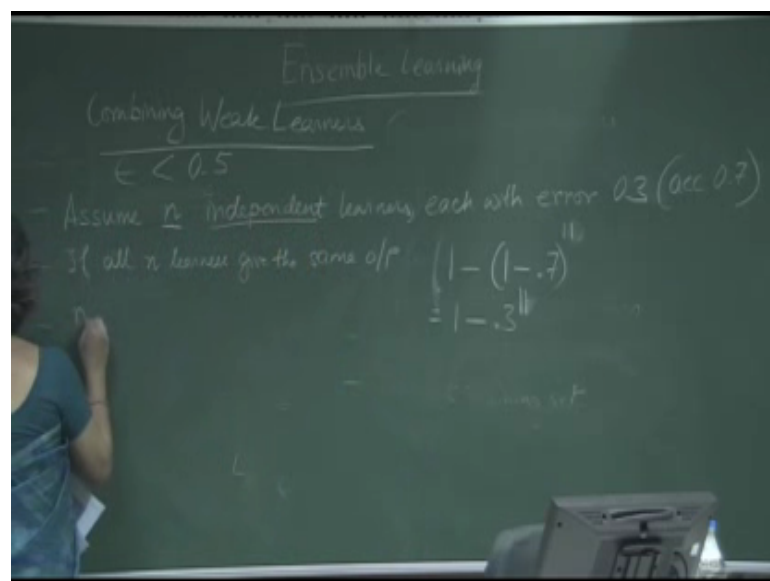 Ensemble Learning
Combining Weak Learners
ϵ < 0.5
- Assume n independent learners, each with error 0.3 (acc 0.7)
- If all n learners give the same o/p 1 - (1 - .7)^n
= 1 - .3^n
- n